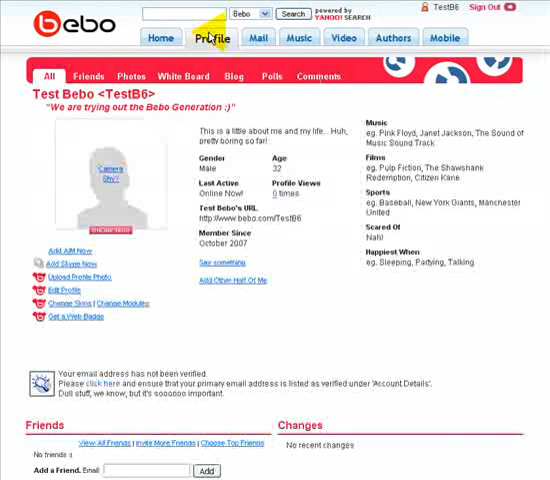 bebo
Bebo
Search
powered by
YAHOO! SEARCH
TestB6
Sign Out
Home
Profile
Mail
Music
Video
Authors
Mobile
All
Friends
Photos
White Board
Blog
Polls
Comments
Test Bebo <TestB6>
"We are trying out the Bebo Generation :)"
Camera
Shy?
ONLINE NOW
Add AIM Now
Add Skype Now
Upload Profile Photo
Edit Profile
Change Skins | Change Modules
Get a Web Badge
This is a little about me and my life... Huh,
pretty boring so far!
Gender
Age
Male
32
Last Active
Profile Views
Online Now!
0 times
Test Bebo's URL
http://www.bebo.com/TestB6
Member Since
October 2007
Say something
Add Other Half Of Me
Music
eg. Pink Floyd, Janet Jackson, The Sound of
Music Sound Track
Films
eg. Pulp Fiction, The Shawshank
Redemption, Citizen Kane
Sports
eg. Baseball, New York Giants, Manchester
United
Scared Of
Nah!
Happiest When
eg. Sleeping, Partying, Talking
Your email address has not been verified.
Please click here and ensure that your primary email address is listed as verified under 'Account Details'.
Dull stuff, we know, but it's soooooo important.
Friends
View All Friends | Invite More Friends | Choose Top Friends
No friends :(
Add a Friend. Email:
Add
Changes
No recent changes